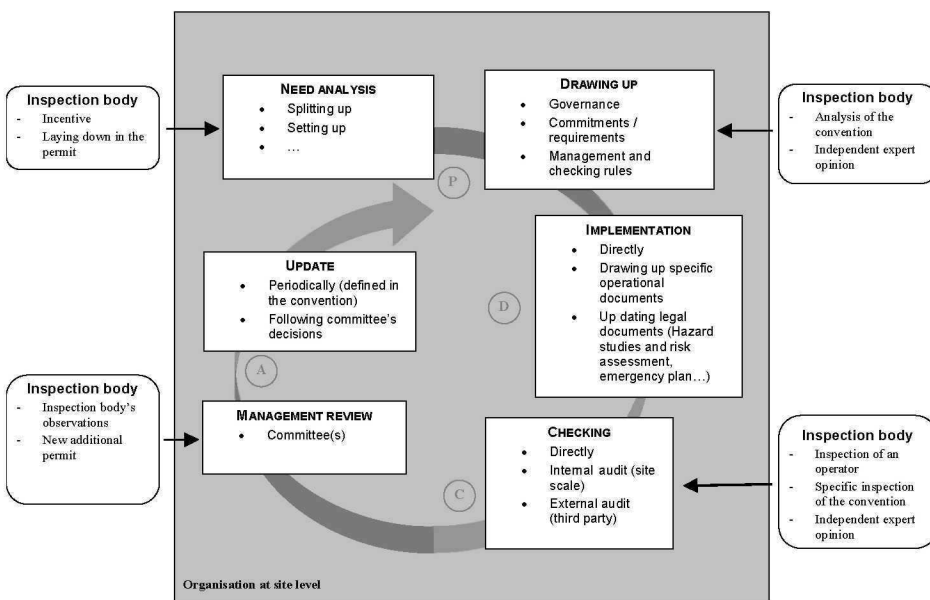 Inspection body
- Incentive
- Laying down in the
permit
NEED ANALYSIS
• Splitting up
• Setting up
• ...
DRAWING UP
• Governance
• Commitments /
requirements
• Management and
checking rules
Inspection body
- Analysis of the
convention
- Independent expert
opinion
P
IMPLEMENTATION
• Directly
• Drawing up specific
operational
documents
• Up dating legal
documents (Hazard
studies and risk
assessment,
emergency plan…)
UPDATE
• Periodically (defined in
the convention)
• Following committee's
decisions
D
A
Inspection body
- Inspection body's
observations
- New additional
permit
MANAGEMENT REVIEW
• Committee(s)
CHECKING
• Directly
• Internal audit (site
scale)
• External audit
(third party)
C
Inspection body
- Inspection of an
operator
- Specific inspection
of the convention
- Independent expert
opinion
Organisation at site level